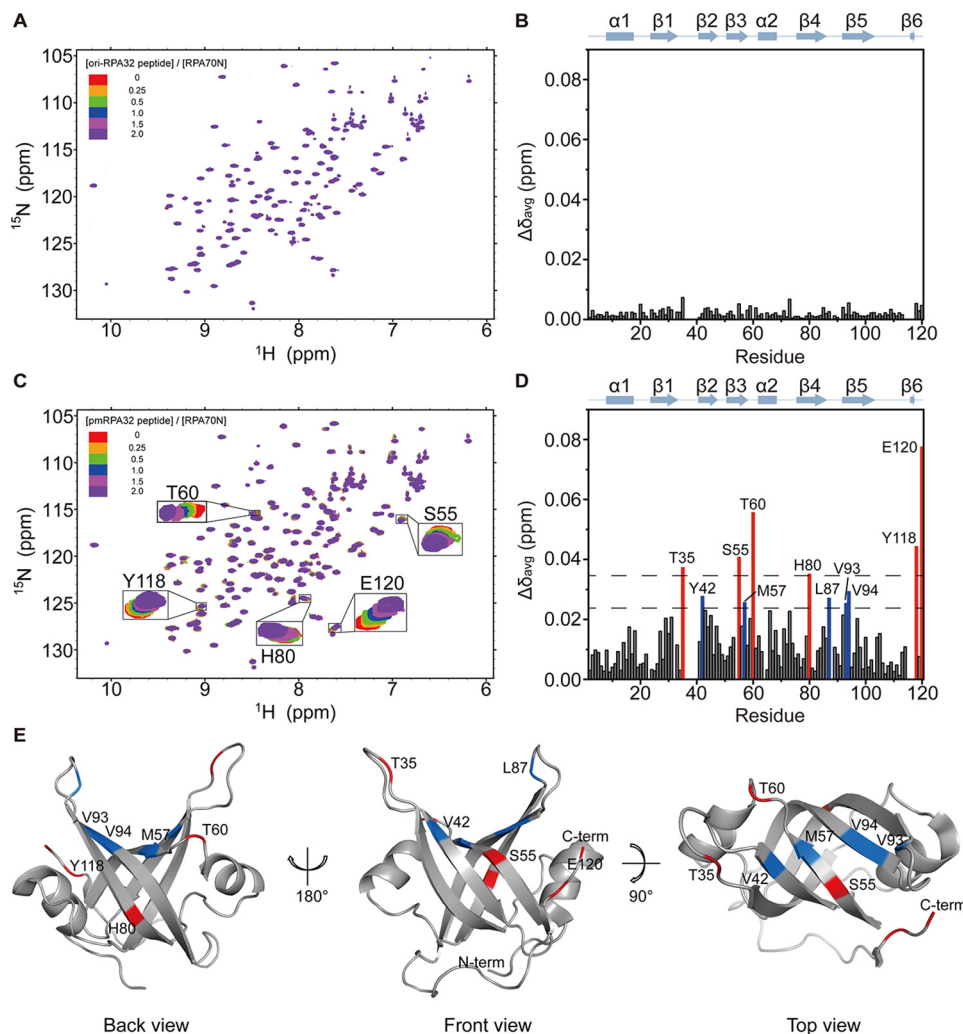 A
[ori-RPA32 peptide] / [RPA70N]
0
0.25
0.5
1.0
1.5
2.0
105
110
115
120
125
130
15N (ppm)
10
9
8
7
6
1H (ppm)
B
α1 β1 β2 β3 α2 β4 β5 β6
0.08
0.06
0.04
0.02
0.00
Δδavg (ppm)
0 20 40 60 80 100 120
Residue
C
[pmRPA32 peptide] / [RPA70N]
0
0.25
0.5
1.0
1.5
2.0
T60
S55
Y118
E120
H80
105
110
115
120
125
130
15N (ppm)
10
9
8
7
6
1H (ppm)
D
α1 β1 β2 β3 α2 β4 β5 β6
E120
T60
Y118
S55
T35
H80
V93
Y42
M57
L87
V94
0.08
0.06
0.04
0.02
0.00
Δδavg (ppm)
0 20 40 60 80 100 120
Residue
E
V93
V94
M57
T60
Y118
H80
Back view
180°
T35
L87
V42
C-term
S55
E120
N-term
Front view
90°
T60
M57
V94
V93
T35
V42
S55
C-term
Top view